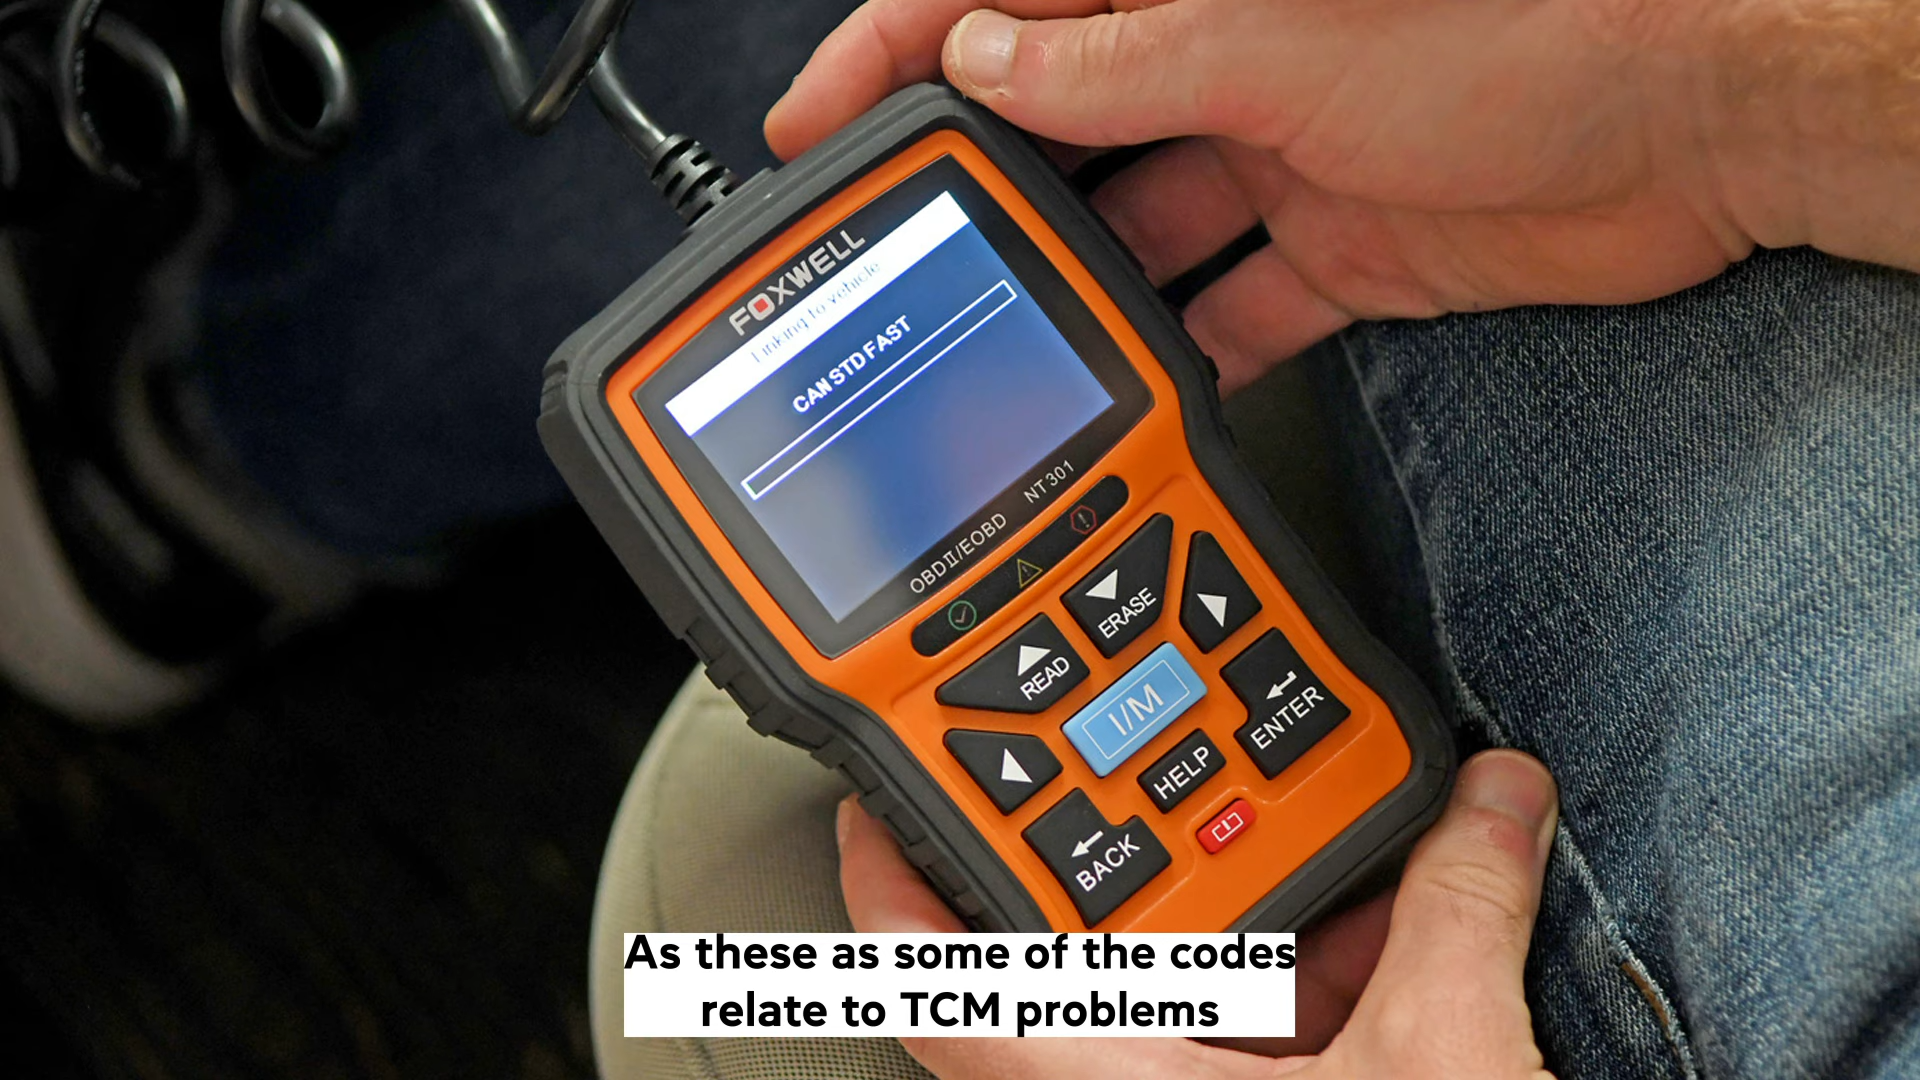 FOXWELL
Linking to vehicle
CAN STD FAST
OBDII/EOBD NT301
READ
ERASE
I/M
ENTER
HELP
BACK
As these as some of the codes
relate to TCM problems